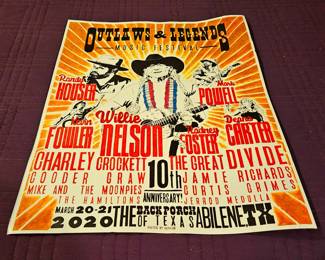 OUTLAWS & LEGENDS
MUSIC FESTIVAL
Randy HOUSER
Mark POWELL
Kevin FOWLER
Willie NELSON
Radney FOSTER
Deana CARTER
CHARLEY CROCKETT
THE GREAT DIVIDE
COODER GRAW
10th ANNIVERSARY!
JAMIE RICHARDS
MIKE AND THE MOONPIES
CURTIS GRIMES
THE HAMILTONS
JERROD MEDULLA
MARCH 20-21 2020
THE BACK PORCH OF TEXAS
ABILENE, TX